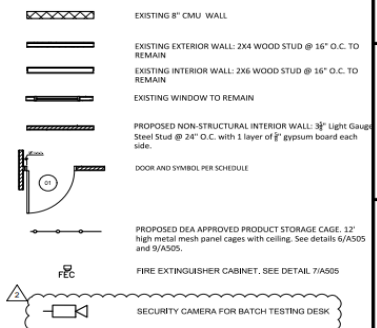 EXISTING 8" CMU WALL
EXISTING EXTERIOR WALL: 2X4 WOOD STUD @ 16" O.C. TO
REMAIN
EXISTING INTERIOR WALL: 2X6 WOOD STUD @ 16" O.C. TO
REMAIN
EXISTING WINDOW TO REMAIN
PROPOSED NON-STRUCTURAL INTERIOR WALL: Light Gauge
Steel Stud @ 24" O.C. with 1 layer of gypsum board each
side.
01
DOOR AND SYMBOL PER SCHEDULE
PROPOSED DEA APPROVED PRODUCT STORAGE CAGE. 12'
high metal mesh panel cages with ceiling. See details 6/A505
and 9/A505.
FEC
FIRE EXTINGUISHER CABINET. SEE DETAIL 7/A505
2
SECURITY CAMERA FOR BATCH TESTING DESK